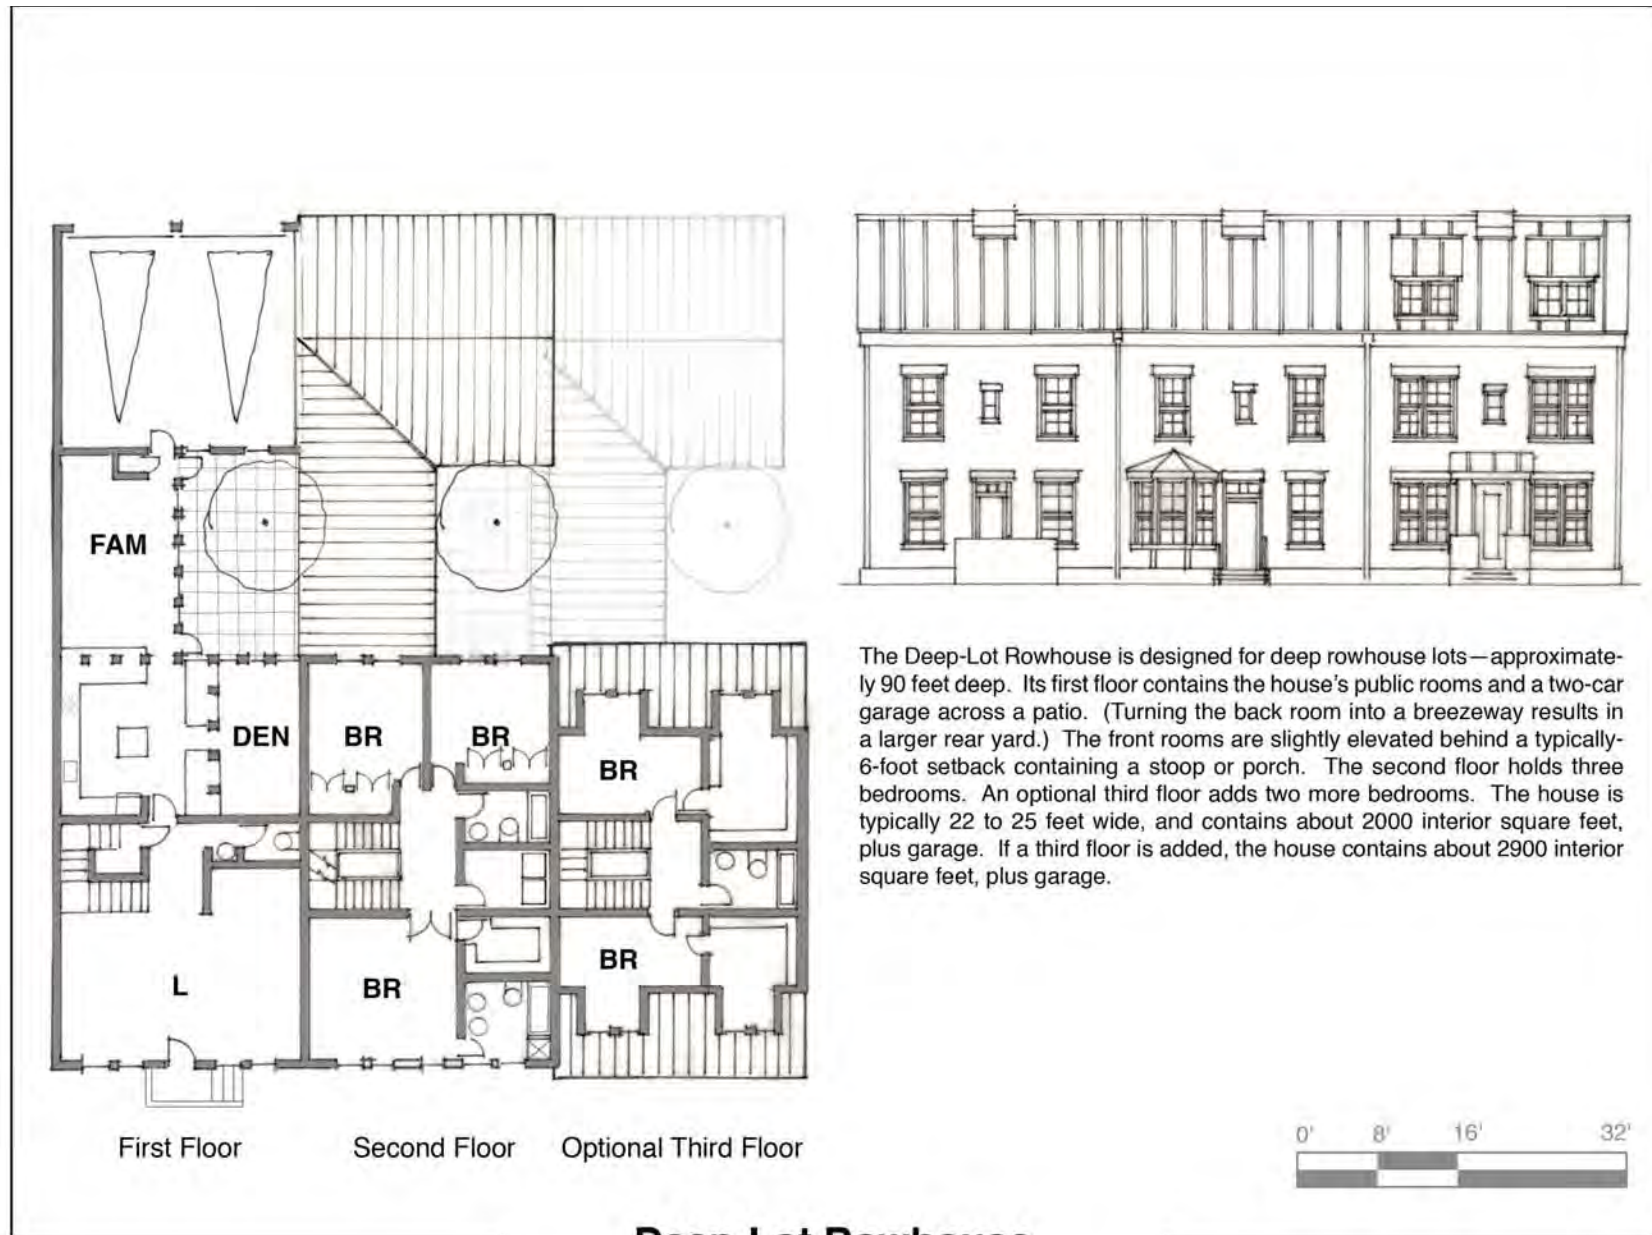 FAM
DEN
BR
BR
BR
BR
L
BR
BR
The Deep-Lot Rowhouse is designed for deep rowhouse lots—approximate-
ly 90 feet deep.  Its first floor contains the house's public rooms and a two-car
garage across a patio.  (Turning the back room into a breezeway results in
a larger rear yard.)  The front rooms are slightly elevated behind a typically-
6-foot setback containing a stoop or porch.  The second floor holds three
bedrooms.  An optional third floor adds two more bedrooms.  The house is
typically 22 to 25 feet wide, and contains about 2000 interior square feet,
plus garage.  If a third floor is added, the house contains about 2900 interior
square feet, plus garage.
First Floor
Second Floor
Optional Third Floor
0' 8' 16' 32'
Deep-Lot Rowhouse